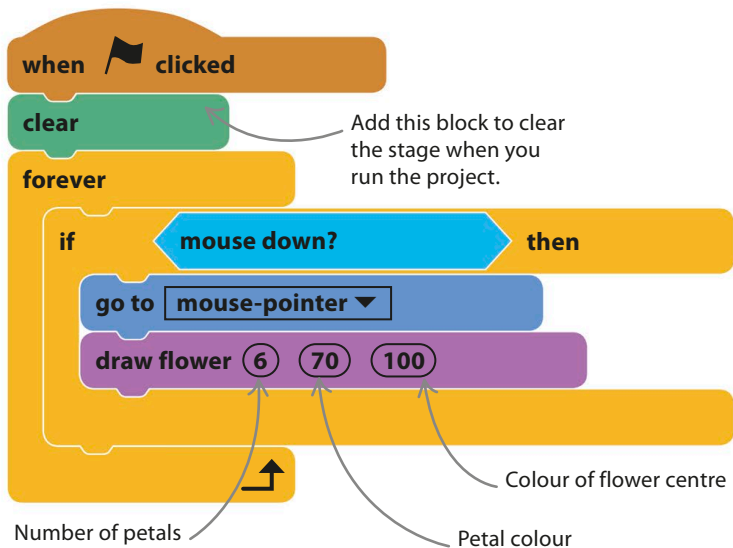 when clicked
clear
Add this block to clear
the stage when you
run the project.
forever
if mouse down? then
go to mouse-pointer
draw flower 6 70 100
Colour of flower centre
Number of petals
Petal colour